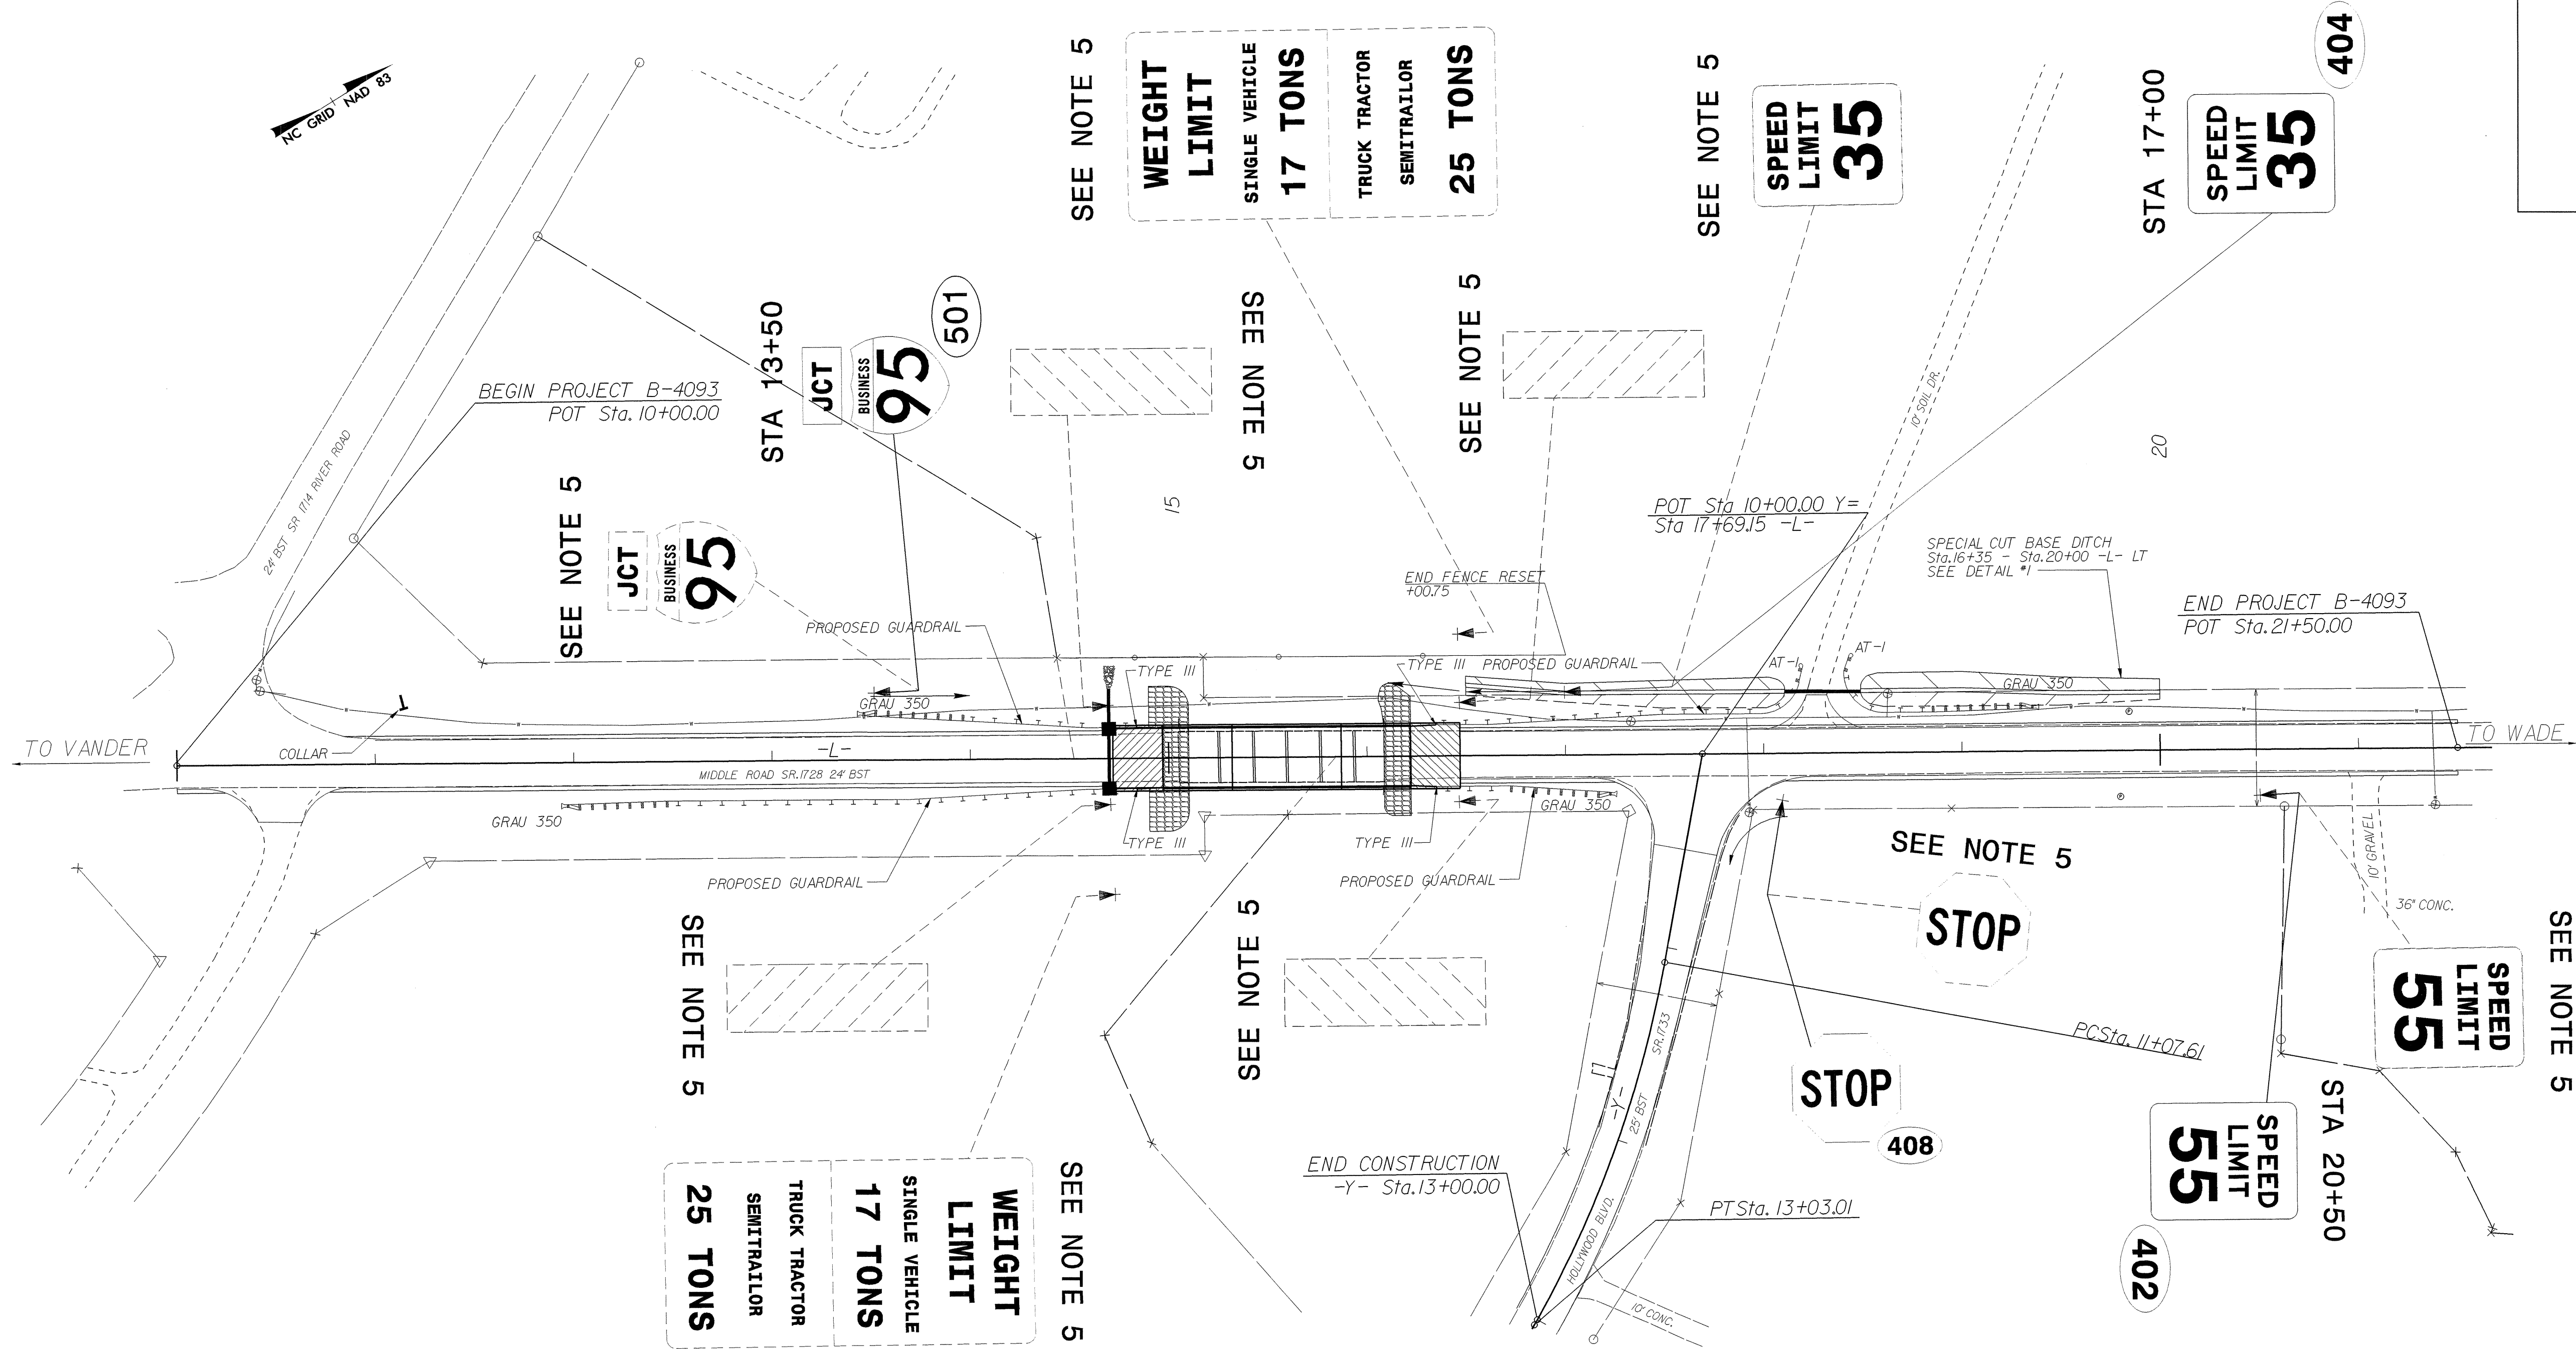 NC GRID NAD 83
SEE NOTE 5
WEIGHT
LIMIT
SINGLE VEHICLE
17 TONS
TRUCK TRACTOR
SEMITRAILOR
25 TONS
SEE NOTE 5
SPEED
LIMIT
35
STA 17+00
SPEED
LIMIT
35
404
STA 13+50
JCT
BUSINESS
95
501
SEE NOTE 5
SEE NOTE 5
BEGIN PROJECT B-4093
POT Sta. 10+00.00
24' BST SR 1714 RIVER ROAD
SEE NOTE 5
JCT
BUSINESS
95
15
20
10' SOIL DR.
POT Sta 10+00.00 Y=
Sta 17+69.15 -L-
SPECIAL CUT BASE DITCH
Sta.16+35 - Sta.20+00 -L- LT
SEE DETAIL #1
END FENCE RESET
+00.75
END PROJECT B-4093
POT Sta.21+50.00
PROPOSED GUARDRAIL
TYPE III
TYPE III
PROPOSED GUARDRAIL
AT-1
AT-1
GRAU 350
GRAU 350
TO VANDER
COLLAR
-L-
MIDDLE ROAD SR.1728 24' BST
TO WADE
GRAU 350
GRAU 350
TYPE III
TYPE III
PROPOSED GUARDRAIL
PROPOSED GUARDRAIL
SEE NOTE 5
STOP
10' GRAVEL
36" CONC.
SEE NOTE 5
SEE NOTE 5
SPEED
LIMIT
55
SEE NOTE 5
SR.1733
-Y-
25' BST
PCSta. 11+07.61
STOP
408
SPEED
LIMIT
55
STA 20+50
402
WEIGHT
LIMIT
SINGLE VEHICLE
17 TONS
TRUCK TRACTOR
SEMITRAILOR
25 TONS
SEE NOTE 5
END CONSTRUCTION
-Y- Sta.13+00.00
PTSta. 13+03.01
HOLLYWOOD BLVD.
10' CONC.